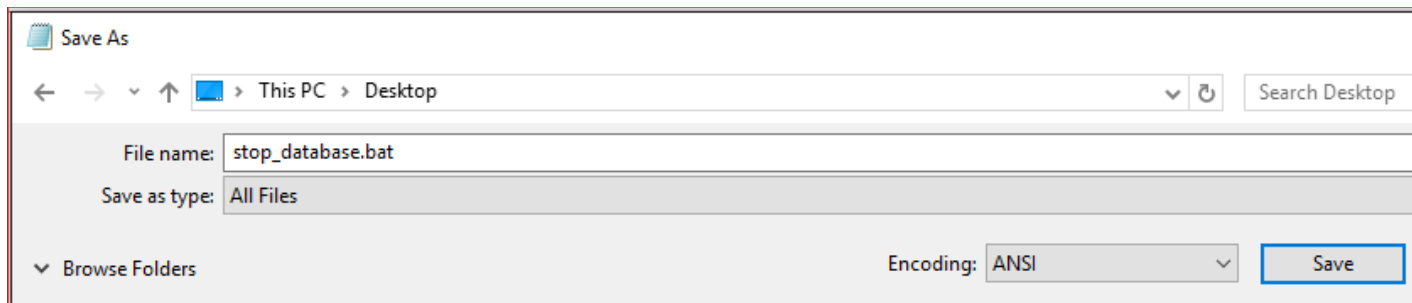 Save As
This PC > Desktop
Search Desktop
File name: stop_database.bat
Save as type: All Files
Browse Folders
Encoding: ANSI
Save